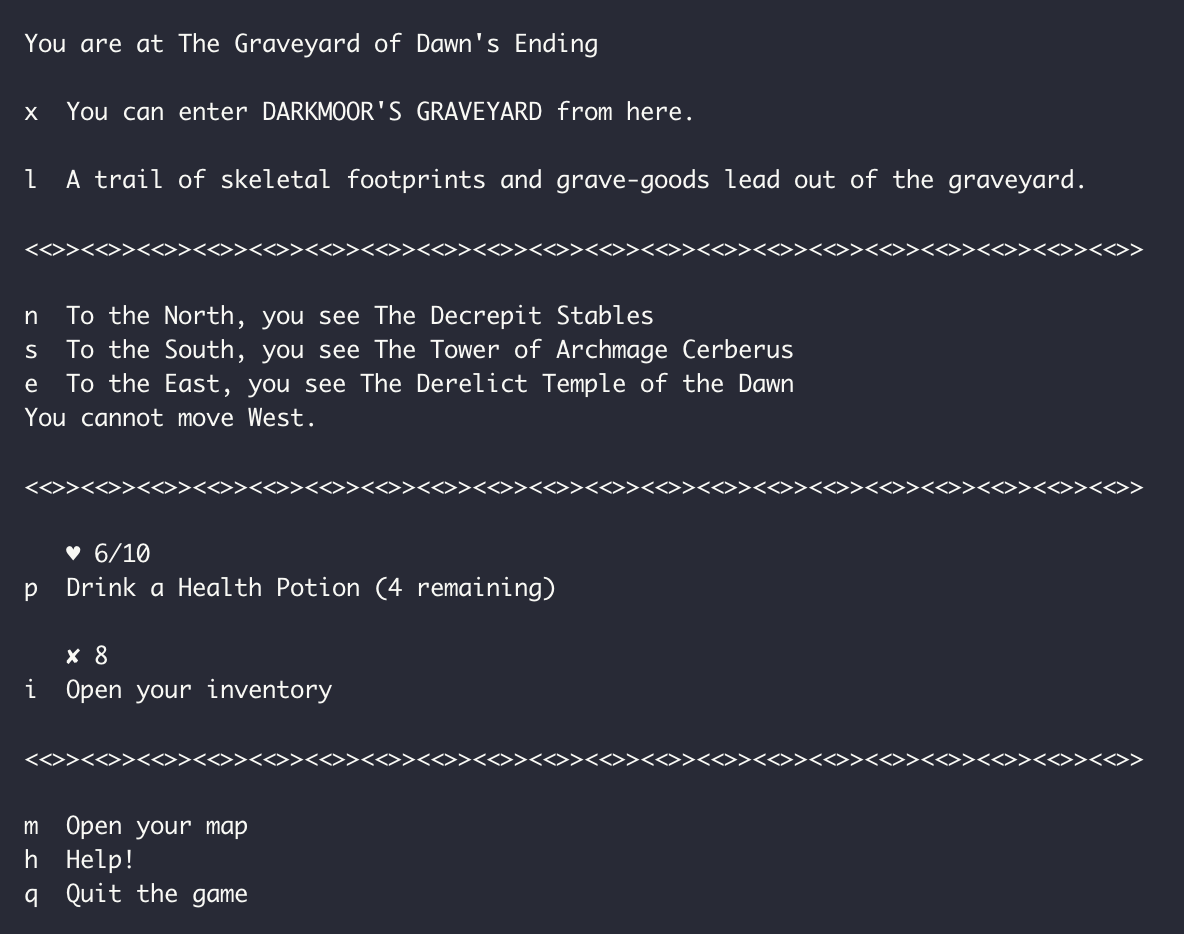 You are at The Graveyard of Dawn's Ending
x  You can enter DARKMOOR'S GRAVEYARD from here.
l  A trail of skeletal footprints and grave-goods lead out of the graveyard.
<<>><<>><<>><<>><<>><<>><<>><<>><<>><<>><<>><<>><<>><<>><<>><<>><<>><<>><<>><<>>
n  To the North, you see The Decrepit Stables
s  To the South, you see The Tower of Archmage Cerberus
e  To the East, you see The Derelict Temple of the Dawn
You cannot move West.
<<>><<>><<>><<>><<>><<>><<>><<>><<>><<>><<>><<>><<>><<>><<>><<>><<>><<>><<>><<>>
♥ 6/10
p  Drink a Health Potion (4 remaining)
✘ 8
i  Open your inventory
<<>><<>><<>><<>><<>><<>><<>><<>><<>><<>><<>><<>><<>><<>><<>><<>><<>><<>><<>><<>>
m  Open your map
h  Help!
q  Quit the game